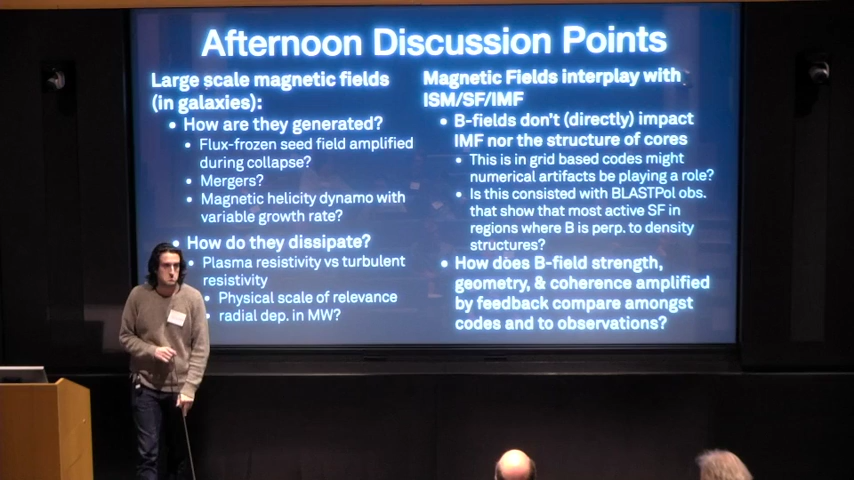 Afternoon Discussion Points
Large scale magnetic fields
(in galaxies):
• How are they generated?
• Flux-frozen seed field amplified
during collapse?
• Mergers?
• Magnetic helicity dynamo with
variable growth rate?
• How do they dissipate?
• Plasma resistivity vs turbulent
resistivity
• Physical scale of relevance
• radial dep. in MW?
Magnetic Fields interplay with
ISM/SF/IMF
• B-fields don't (directly) impact
IMF nor the structure of cores
• This is in grid based codes might
numerical artifacts be playing a role?
• Is this consisted with BLASTPol obs.
that show that most active SF in
regions where B is perp. to density
structures?
• How does B-field strength,
geometry, & coherence amplified
by feedback compare amongst
codes and to observations?